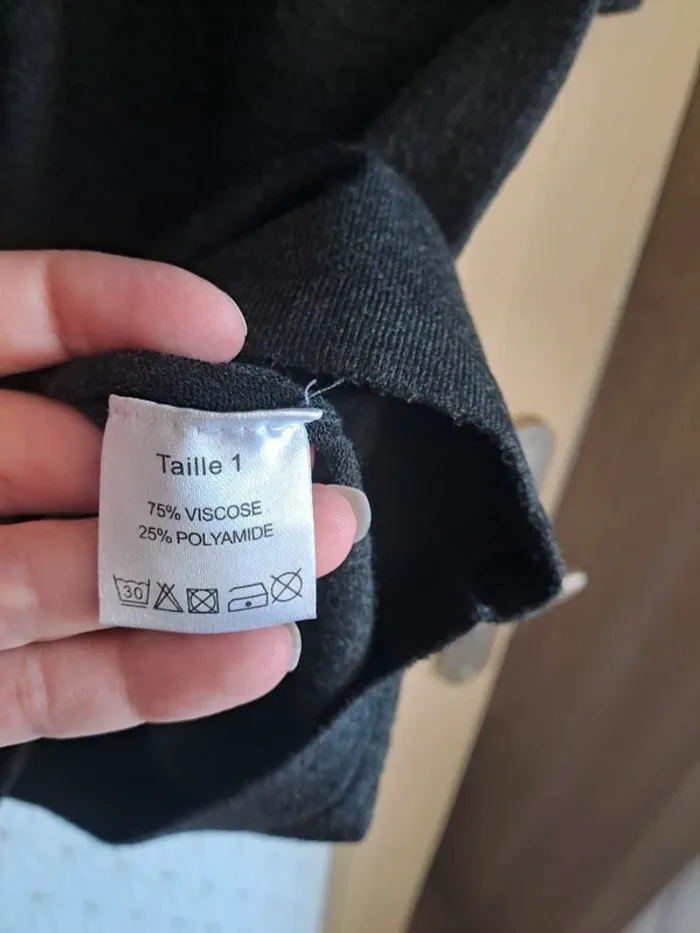 Taille 1
75% VISCOSE
25% POLYAMIDE
30